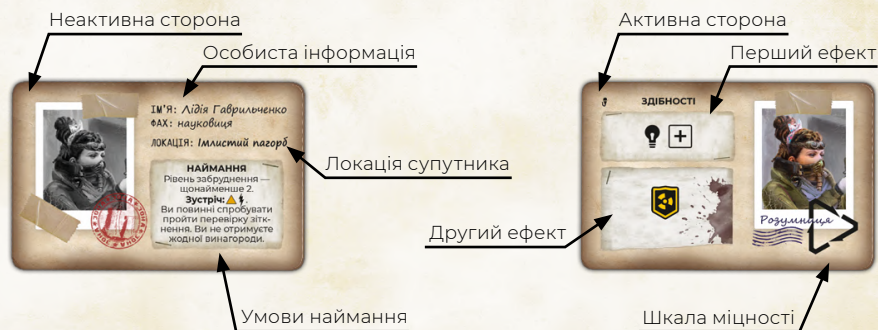 Неактивна сторона
Особиста інформація
ІМ'Я: Лідія Гаврильченко
ФАХ: науковиця
ЛОКАЦІЯ: Імлистий пагорб
НАЙМАННЯ
Рівень забруднення —
щонайменше 2.
Зустріч:
Ви повинні спробувати
пройти перевірку зітк-
нення. Ви не отримуєте
жодної винагороди.
Локація супутника
Умови наймання
Активна сторона
Перший ефект
ЗДІБНОСТІ
Розумниця
Другий ефект
Шкала міцності